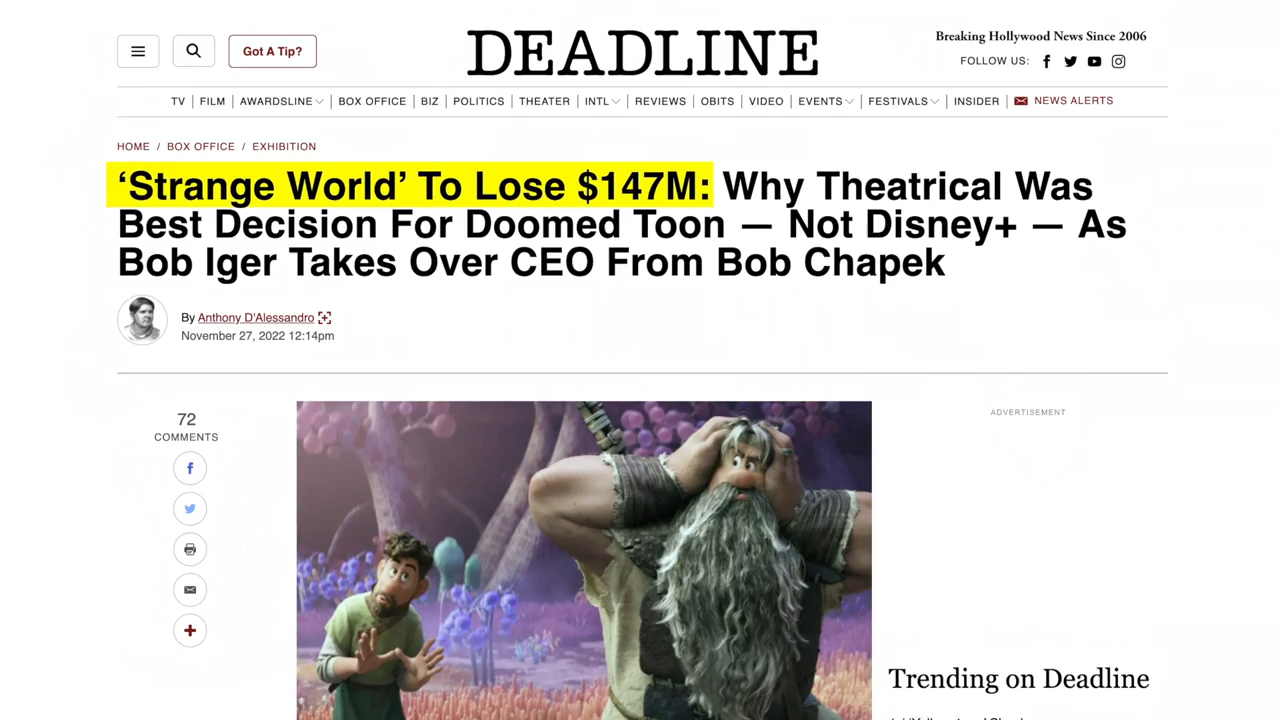 Got A Tip?
DEADLINE
Breaking Hollywood News Since 2006
FOLLOW US:
TV | FILM | AWARDSLINE | BOX OFFICE | BIZ | POLITICS | THEATER | INTL | REVIEWS | OBITS | VIDEO | EVENTS | FESTIVALS | INSIDER | NEWS ALERTS
HOME / BOX OFFICE / EXHIBITION
‘Strange World’ To Lose $147M: Why Theatrical Was
Best Decision For Doomed Toon — Not Disney+ — As
Bob Iger Takes Over CEO From Bob Chapek
By Anthony D'Alessandro
November 27, 2022 12:14pm
72
COMMENTS
ADVERTISEMENT
Trending on Deadline